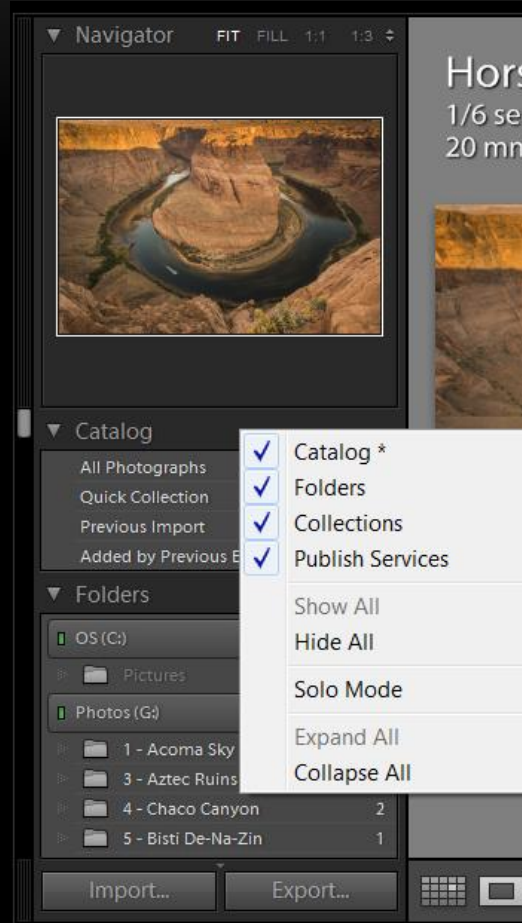 Navigator FIT FILL 1:1 1:3
Hors
1/6 se
20 mm
Catalog
All Photographs
Quick Collection
Previous Import
Added by Previous E
Catalog *
Folders
Collections
Publish Services
Show All
Hide All
Solo Mode
Expand All
Collapse All
Folders
OS (C:)
Pictures
Photos (G:)
1 - Acoma Sky
3 - Aztec Ruins
4 - Chaco Canyon 2
5 - Bisti De-Na-Zin 1
Import... Export...